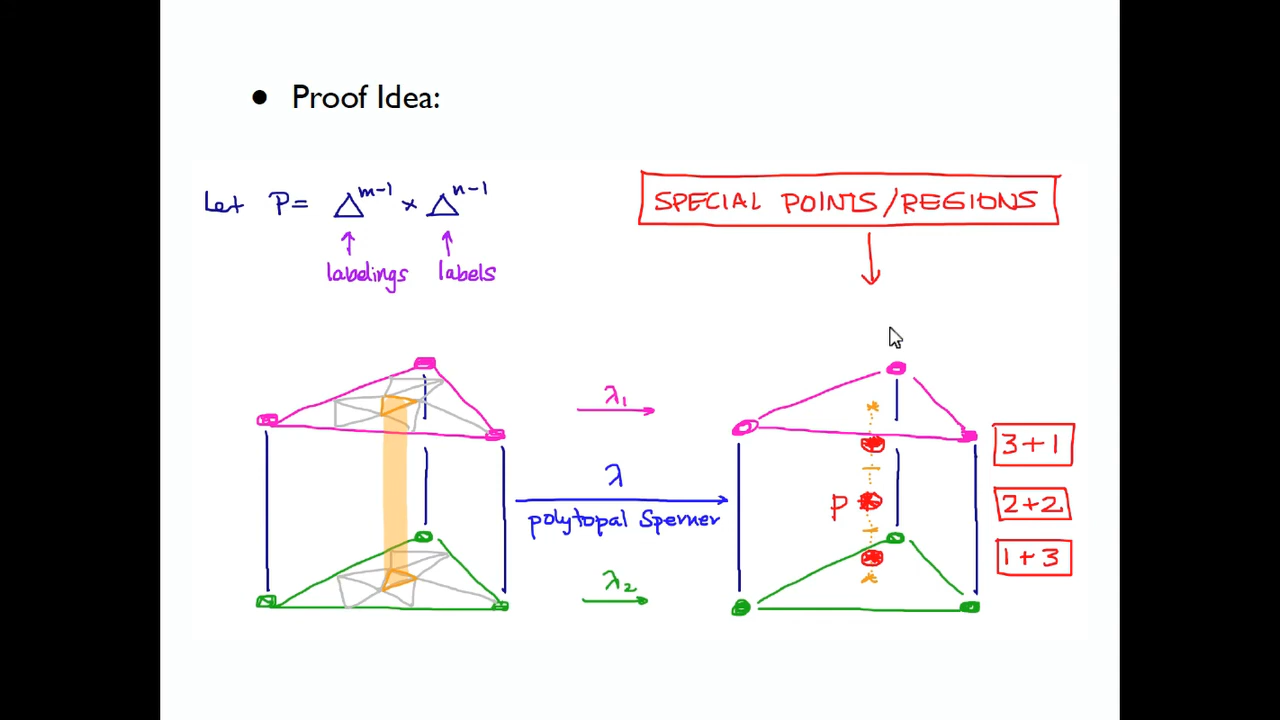 • Proof Idea:
Let P = Δ^{m-1} × Δ^{n-1}
labelings labels
SPECIAL POINTS/REGIONS
λ₁
λ
polytopal Sperner
λ₂
P
3+1
2+2
1+3